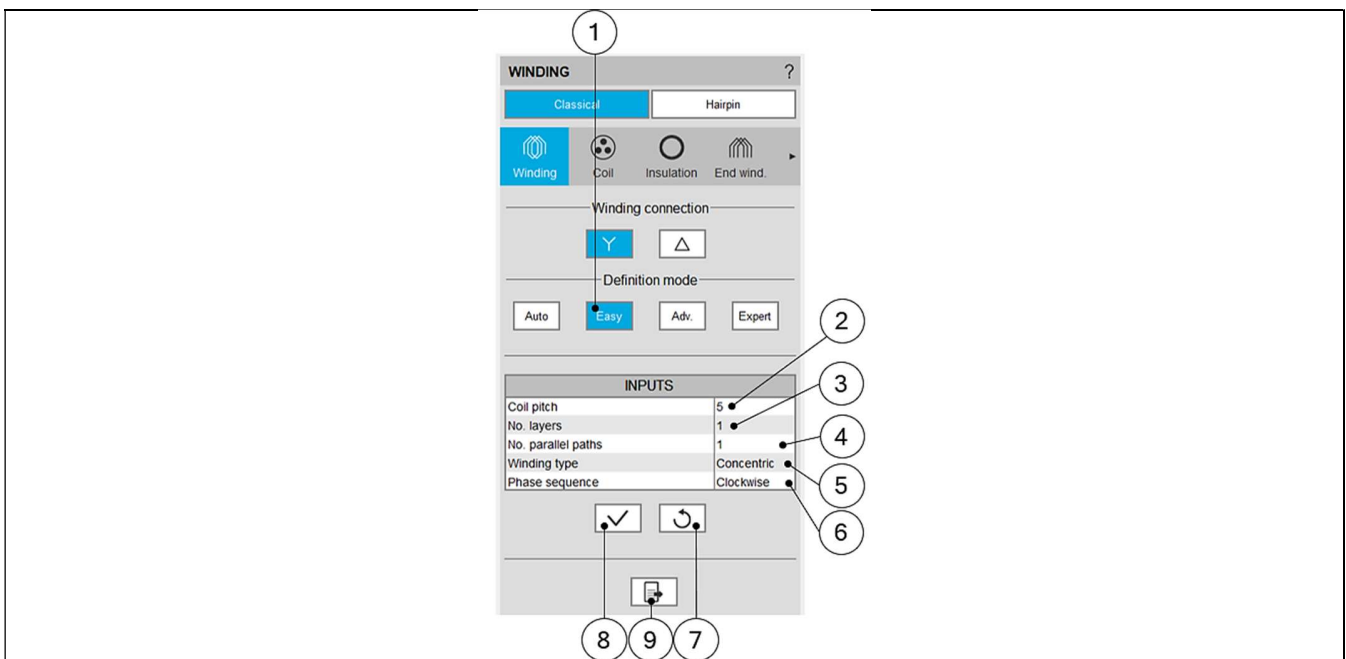 1
WINDING ?
Classical Hairpin
Winding Coil Insulation End wind.
Winding connection
Definition mode
Auto Easy Adv. Expert
2
INPUTS
3
Coil pitch 5
No. layers 1
No. parallel paths 1
4
Winding type Concentric
5
Phase sequence Clockwise
6
8 9 7